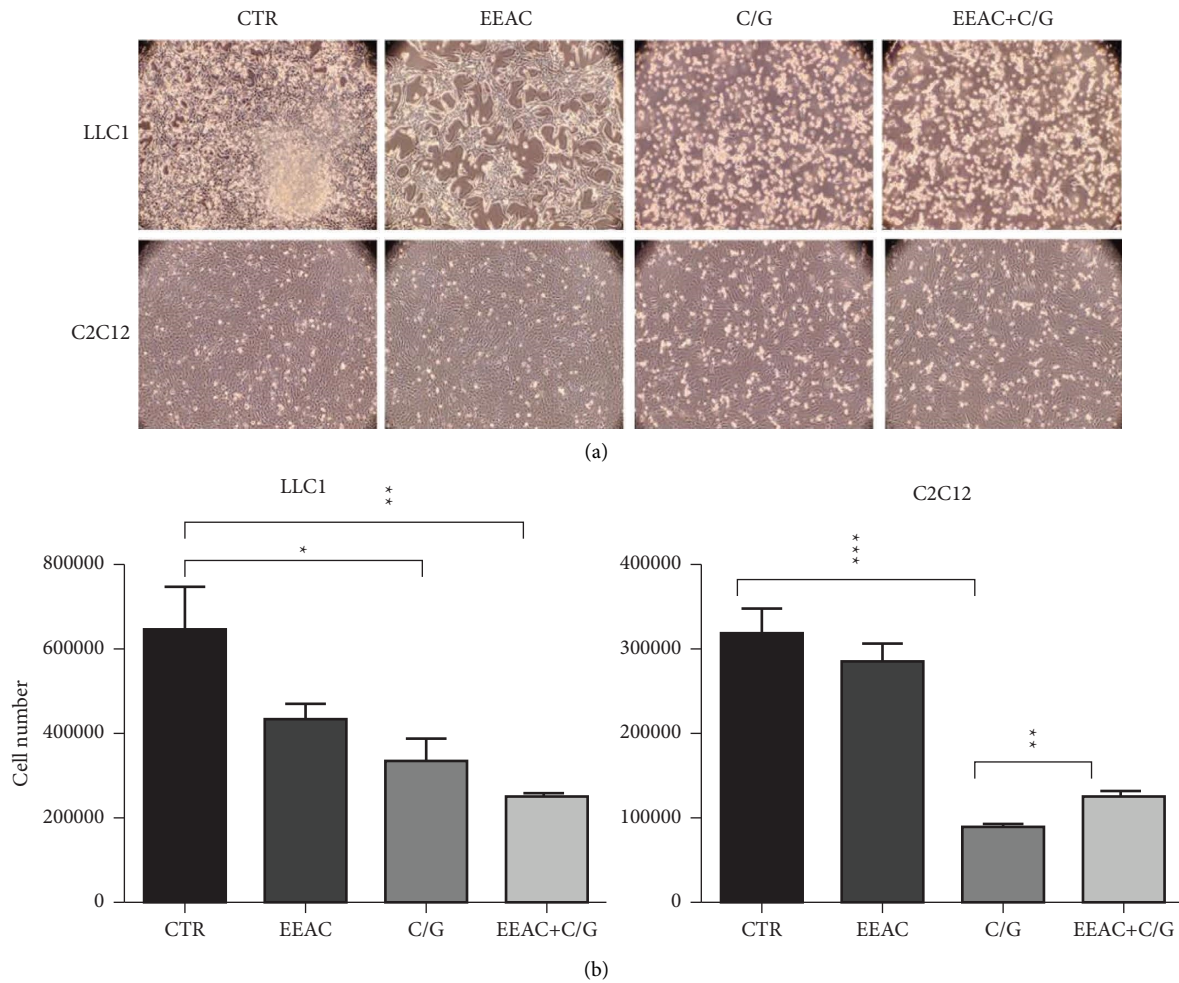 CTR EEAC C/G EEAC+C/G
LLC1
C2C12
(a)
LLC1
**
*
800000
600000
400000
200000
0
Cell number
CTR EEAC C/G EEAC+C/G
C2C12
***
**
400000
300000
200000
100000
0
CTR EEAC C/G EEAC+C/G
(b)